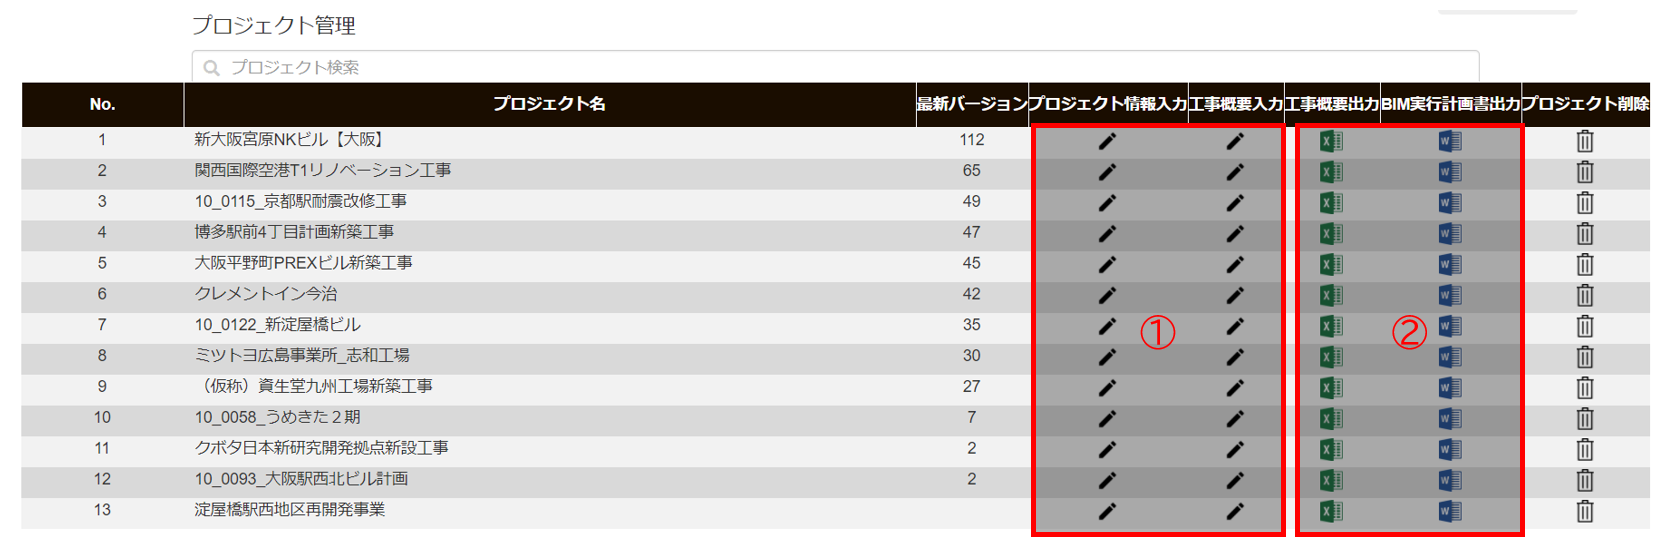 プロジェクト管理
プロジェクト検索
No. プロジェクト名 最新バージョン プロジェクト情報入力 工事概要入力 工事概要出力 BIM実行計画書出力 プロジェクト削除
1 新大阪宮原NKビル【大阪】 112
2 関西国際空港T1リノベーション工事 65
3 10_0115_京都駅耐震改修工事 49
4 博多駅前4丁目計画新築工事 47
5 大阪平野町PREXビル新築工事 45
6 クレメントイン今治 42
7 10_0122_新淀屋橋ビル 35
8 ミツトヨ広島事業所_志和工場 30
9 （仮称）資生堂九州工場新築工事 27
10 10_0058_うめきた２期 7
11 クボタ日本新研究開発拠点新設工事 2
12 10_0093_大阪駅西北ビル計画 2
13 淀屋橋駅西地区再開発事業
① ②